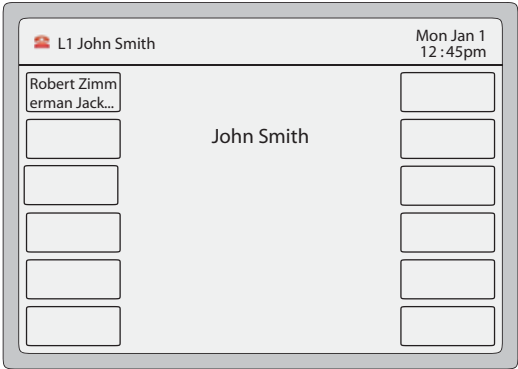 L1 John Smith
Mon Jan 1
12:45pm
Robert Zimm
erman Jack...
John Smith